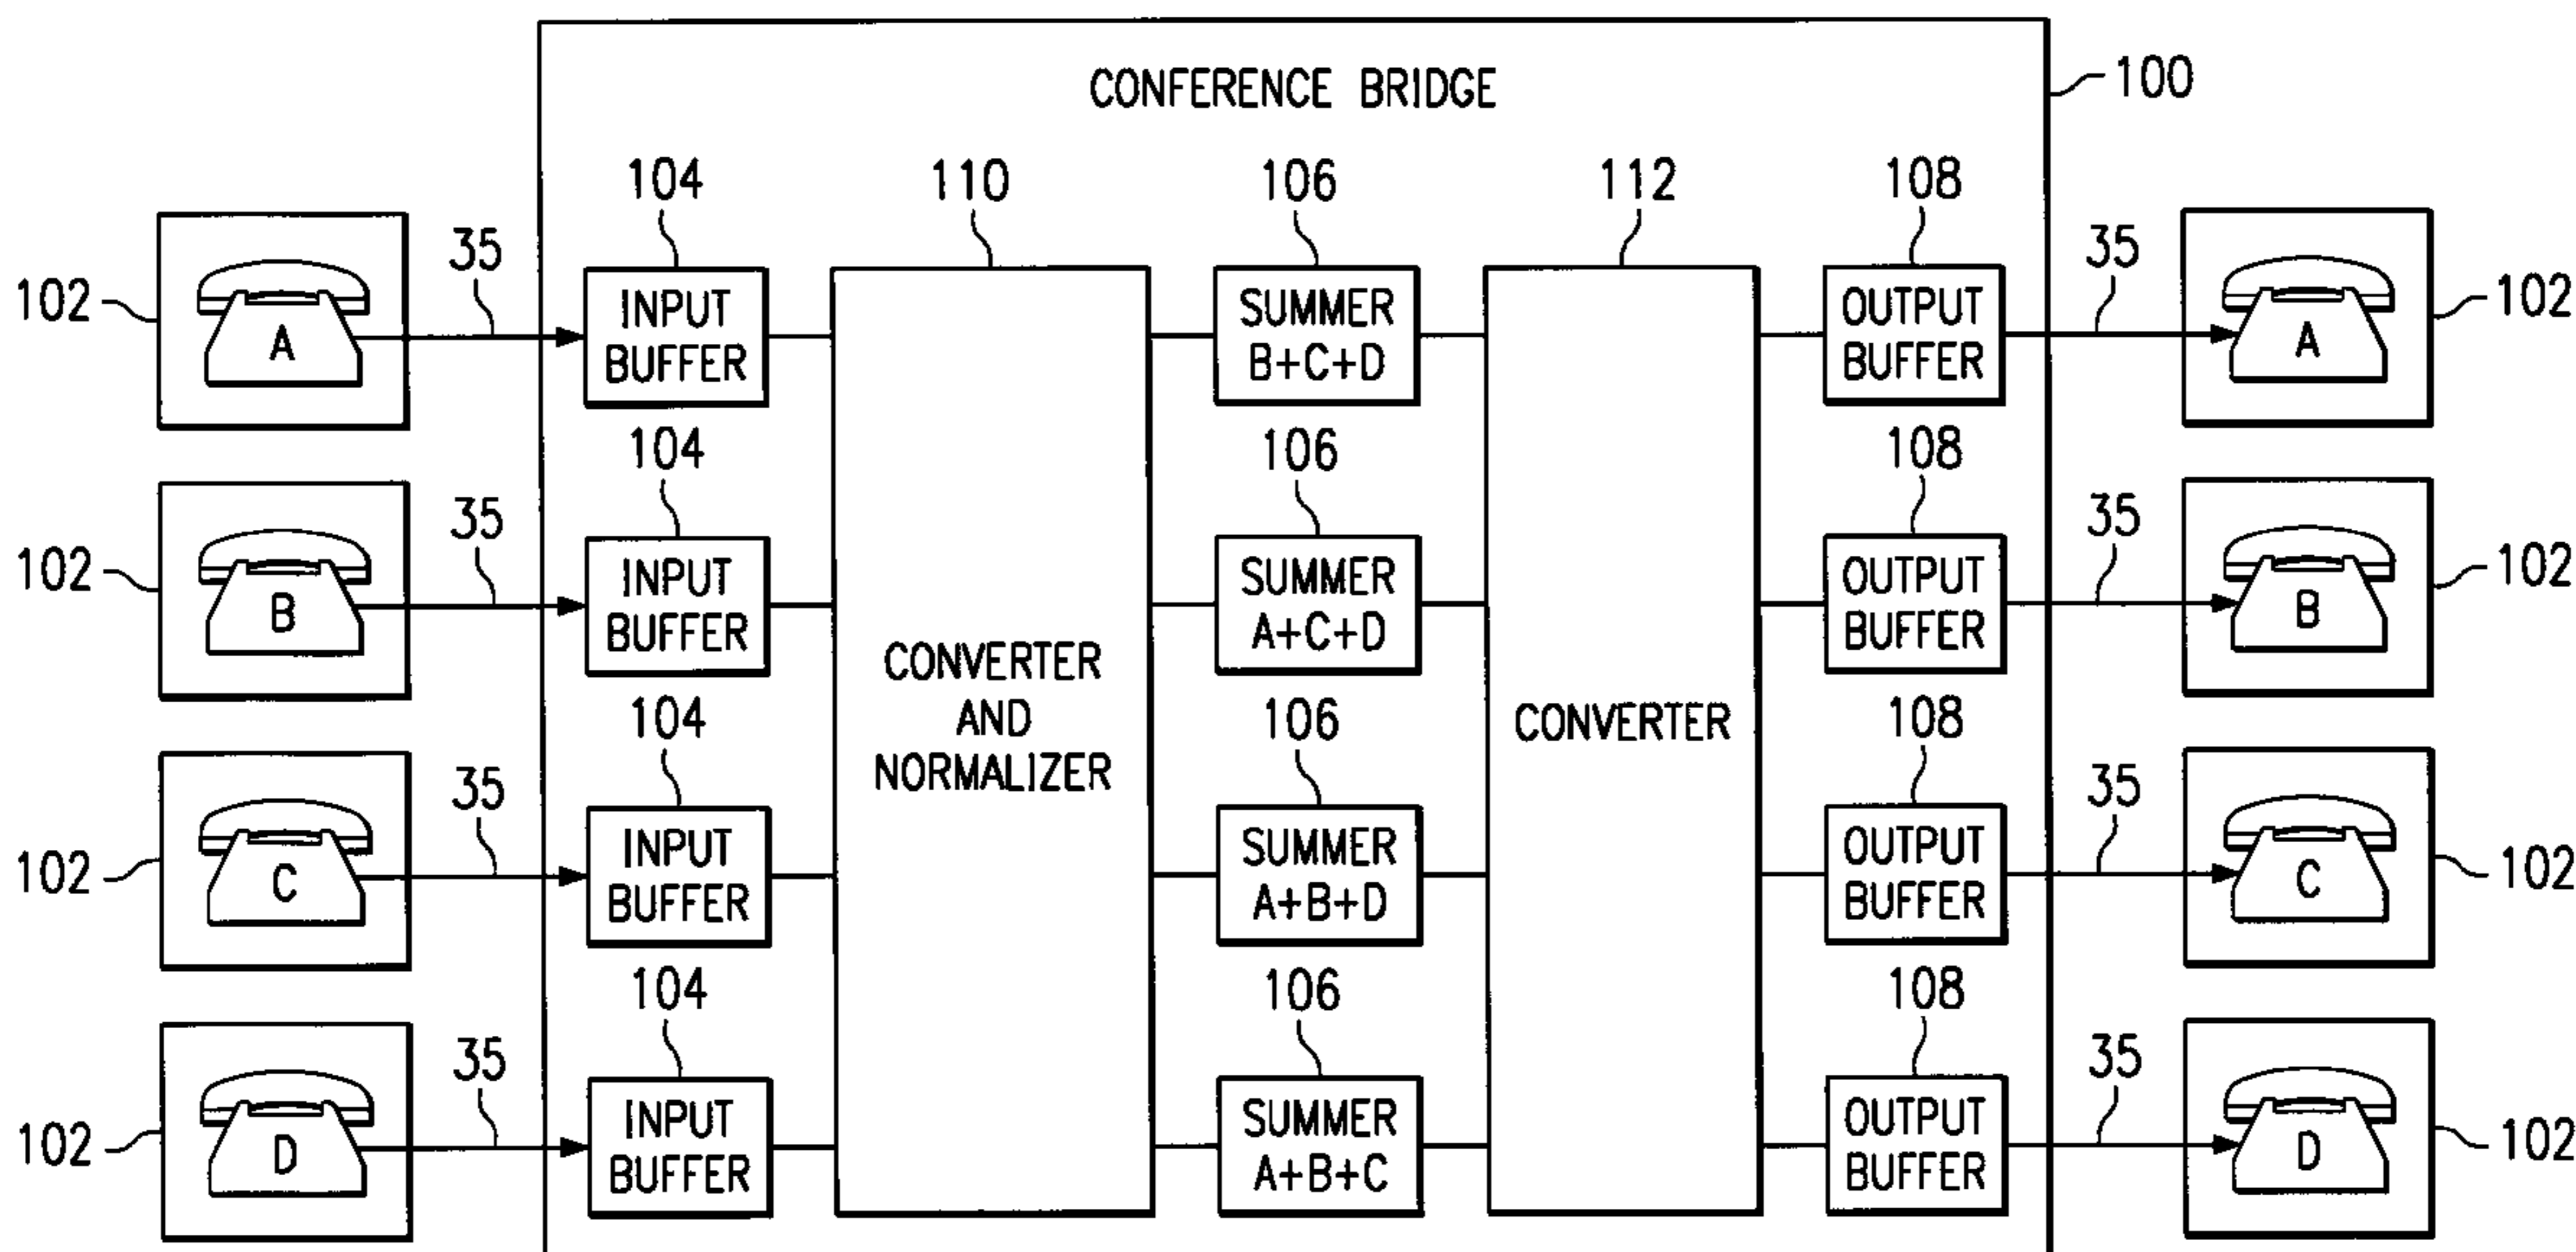 CONFERENCE BRIDGE
100
104
110
106
112
108
102
A
35
INPUT
BUFFER
SUMMER
B+C+D
OUTPUT
BUFFER
35
A
102
104
106
108
102
B
35
INPUT
BUFFER
SUMMER
A+C+D
OUTPUT
BUFFER
35
B
102
CONVERTER
AND
NORMALIZER
CONVERTER
104
106
108
102
C
35
INPUT
BUFFER
SUMMER
A+B+D
OUTPUT
BUFFER
35
C
102
104
106
108
102
D
35
INPUT
BUFFER
SUMMER
A+B+C
OUTPUT
BUFFER
35
D
102